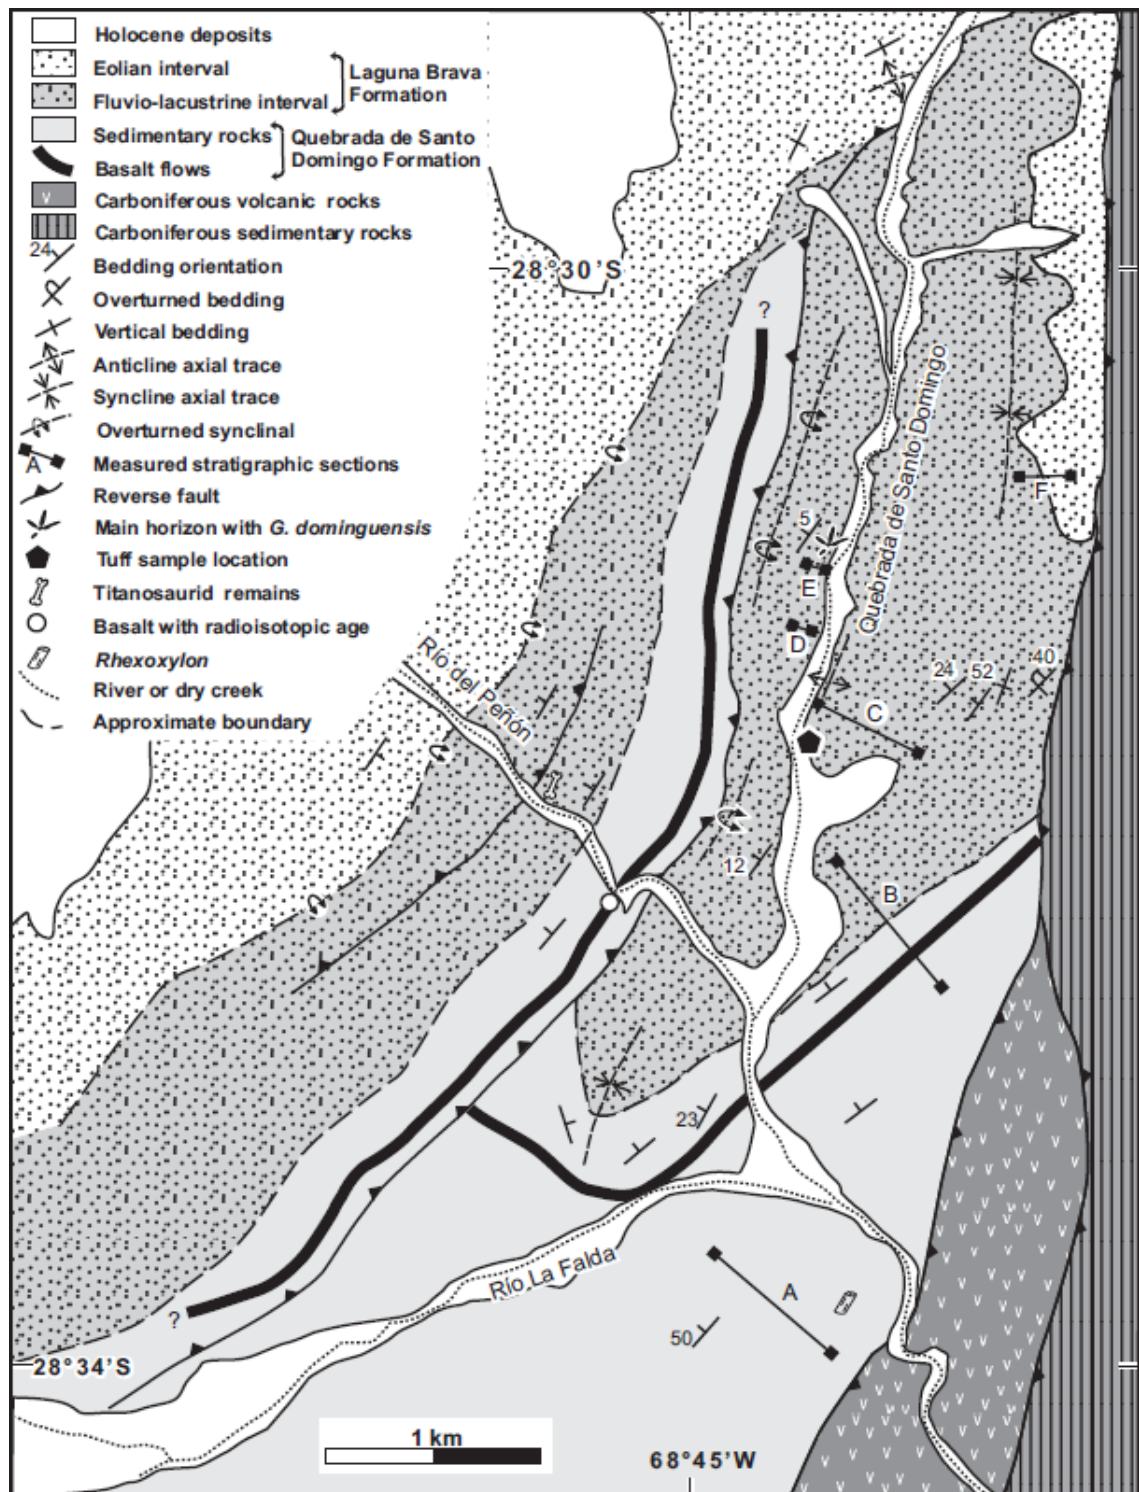 Holocene deposits
Eolian interval
Fluvio-lacustrine interval
Laguna Brava
Formation
Sedimentary rocks
Basalt flows
Quebrada de Santo
Domingo Formation
Carboniferous volcanic rocks
Carboniferous sedimentary rocks
24
Bedding orientation
Overturned bedding
Vertical bedding
Anticline axial trace
Syncline axial trace
Overturned synclinal
A
Measured stratigraphic sections
Reverse fault
Main horizon with G. dominguensis
Tuff sample location
Titanosaurid remains
Basalt with radioisotopic age
Rhexoxylon
River or dry creek
Approximate boundary
28°30'S
?
Quebrada de Santo Domingo
F
5
E
D
Río del Peñón
24
52
40
C
12
B
23
Río La Falda
A
50
?
28°34'S
1 km
68°45'W